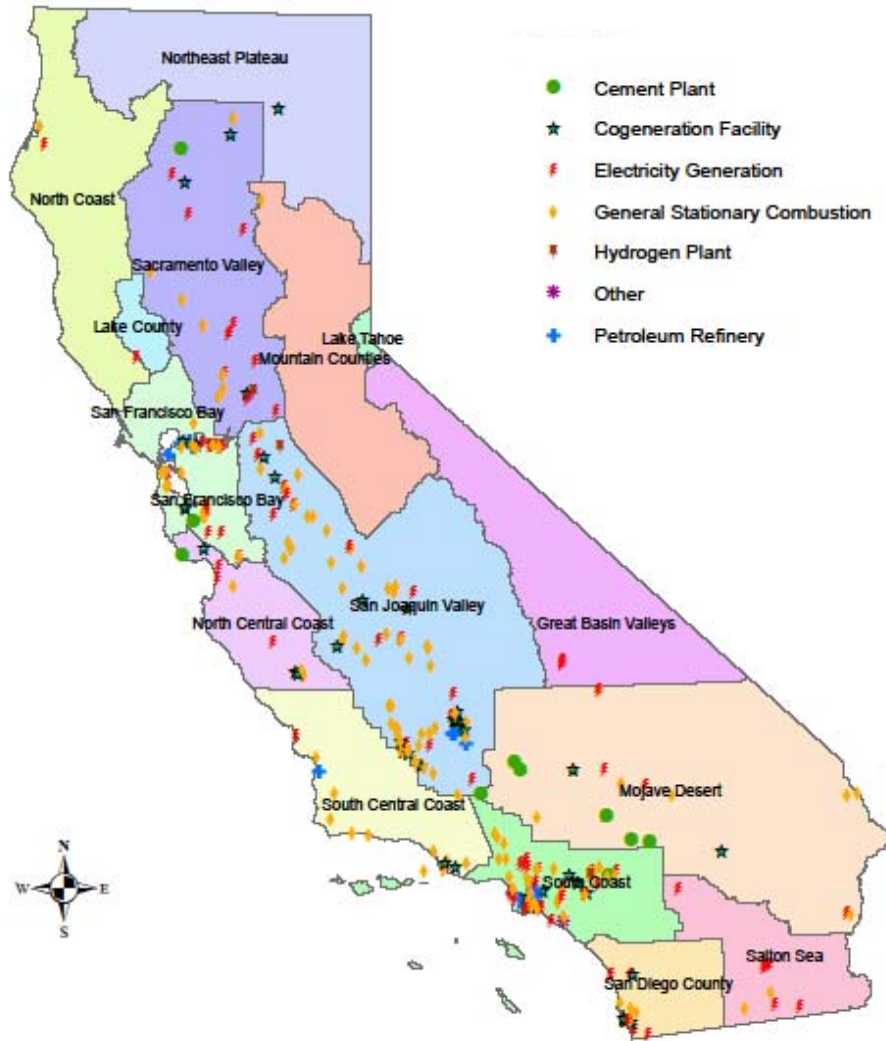 Northeast Plateau
Cement Plant
Cogeneration Facility
Electricity Generation
General Stationary Combustion
Hydrogen Plant
Other
Petroleum Refinery
North Coast
Sacramento Valley
Lake County
Lake Tahoe
Mountain Counties
San Francisco Bay
San Francisco Bay
San Joaquin Valley
North Central Coast
Great Basin Valleys
Mojave Desert
South Central Coast
South Coast
Salton Sea
San Diego County
N
W
E
S